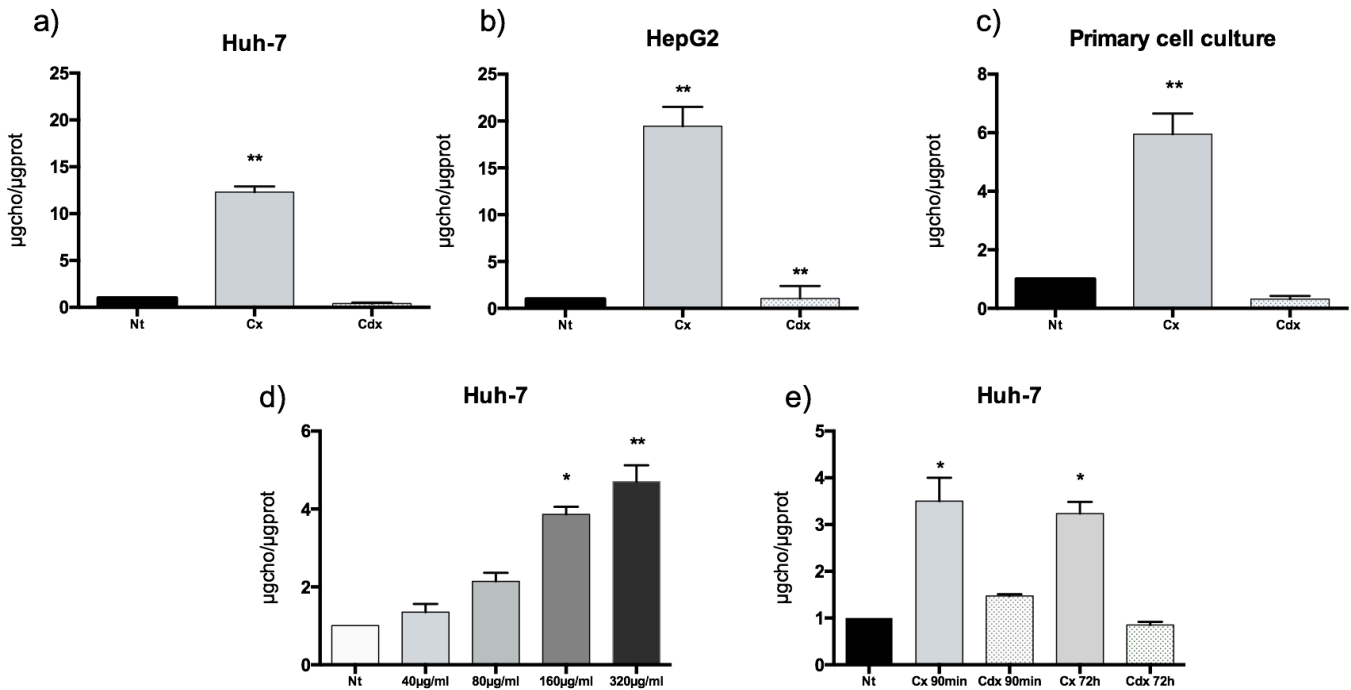 a)
Huh-7
µgcho/µgprot
25
20
15
10
5
0
**
Nt Cx Cdx
b)
HepG2
µgcho/µgprot
25
20
15
10
5
0
**
**
Nt Cx Cdx
c)
Primary cell culture
µgcho/µgprot
8
6
4
2
0
**
Nt Cx Cdx
d)
Huh-7
µgcho/µgprot
6
4
2
0
*
**
Nt 40µg/ml 80µg/ml 160µg/ml 320µg/ml
e)
Huh-7
µgcho/µgprot
5
4
3
2
1
0
*
*
Nt Cx 90min Cdx 90min Cx 72h Cdx 72h